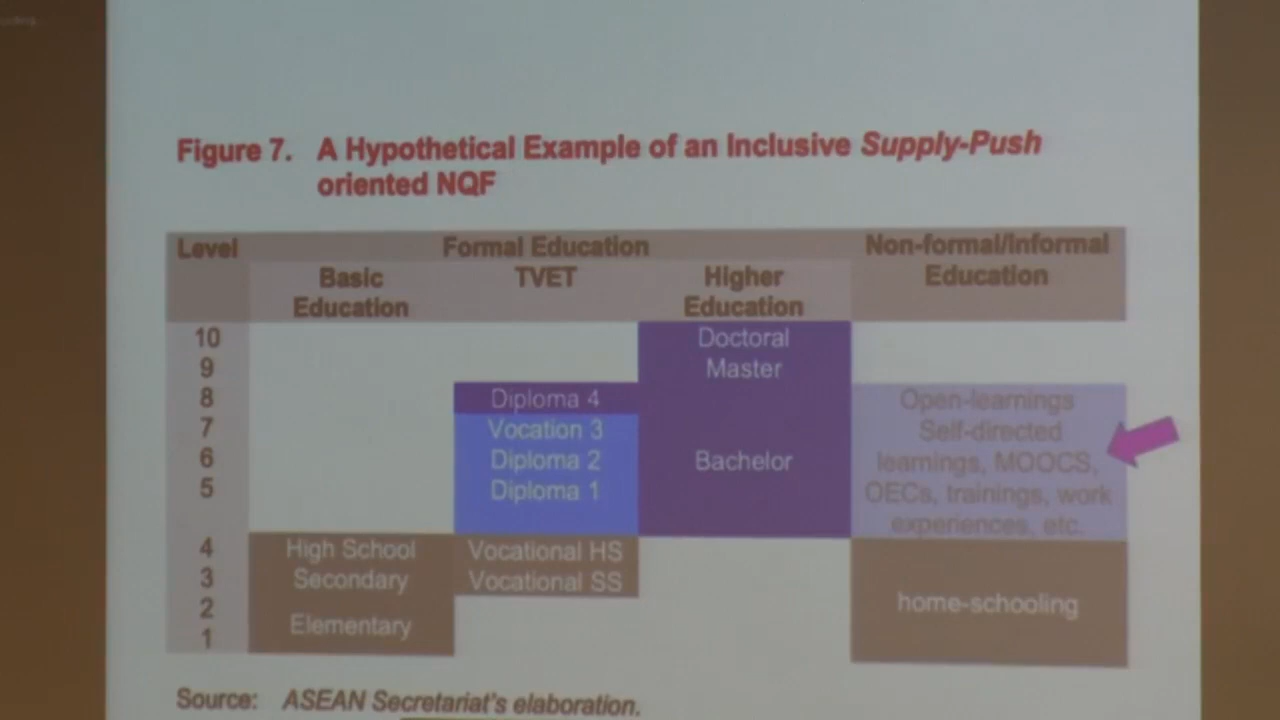 Figure 7. A Hypothetical Example of an Inclusive Supply-Push
oriented NQF
Level Formal Education Non-formal/Informal Education
Basic Education TVET Higher Education
10 Doctoral
9 Master
8 Diploma 4 Open-learnings
7 Vocation 3 Self-directed
6 Diploma 2 Bachelor learnings, MOOCS,
5 Diploma 1 OECs, trainings, work
experiences, etc.
4 High School Vocational HS
3 Secondary Vocational SS
2 home-schooling
Elementary
1
Source: ASEAN Secretariat's elaboration.